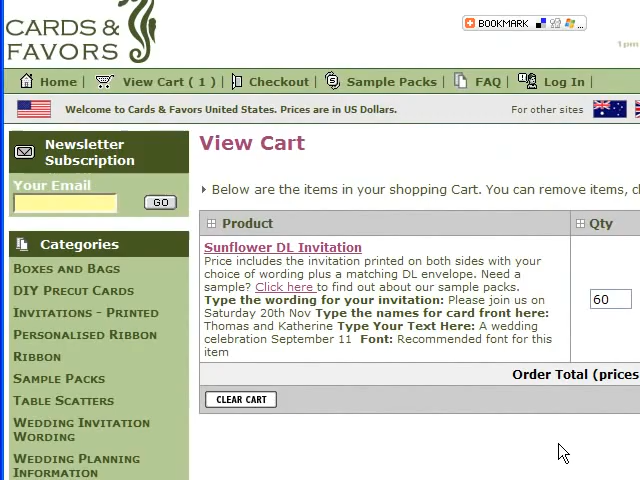 CARDS &
FAVORS
BOOKMARK
1pm
Home | View Cart ( 1 ) | Checkout | Sample Packs | FAQ | Log In |
Welcome to Cards & Favors United States. Prices are in US Dollars.
For other sites
Newsletter
Subscription
Your Email
GO
Categories
BOXES AND BAGS
DIY PRECUT CARDS
INVITATIONS - PRINTED
PERSONALISED RIBBON
RIBBON
SAMPLE PACKS
TABLE SCATTERS
WEDDING INVITATION
WORDING
WEDDING PLANNING
INFORMATION
View Cart
Below are the items in your shopping Cart. You can remove items,
Product
Qty
Sunflower DL Invitation
Price includes the invitation printed on both sides with your
choice of wording plus a matching DL envelope. Need a
sample? Click here to find out about our sample packs.
Type the wording for your invitation: Please join us on
Saturday 20th Nov Type the names for card front here:
Thomas and Katherine Type Your Text Here: A wedding
celebration September 11 Font: Recommended font for this
item
60
Order Total (prices
CLEAR CART